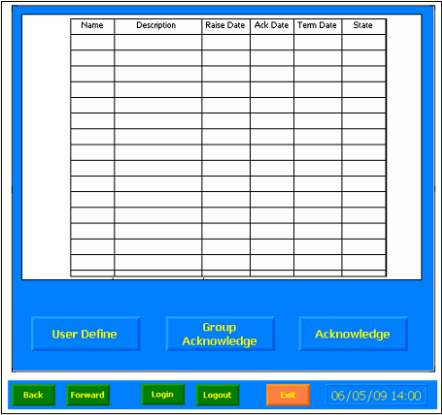 Name Description Raise Date Ack Date Term Date State
User Define
Group
Acknowledge
Acknowledge
Back Forward Login Logout Exit 06/05/09 14:00